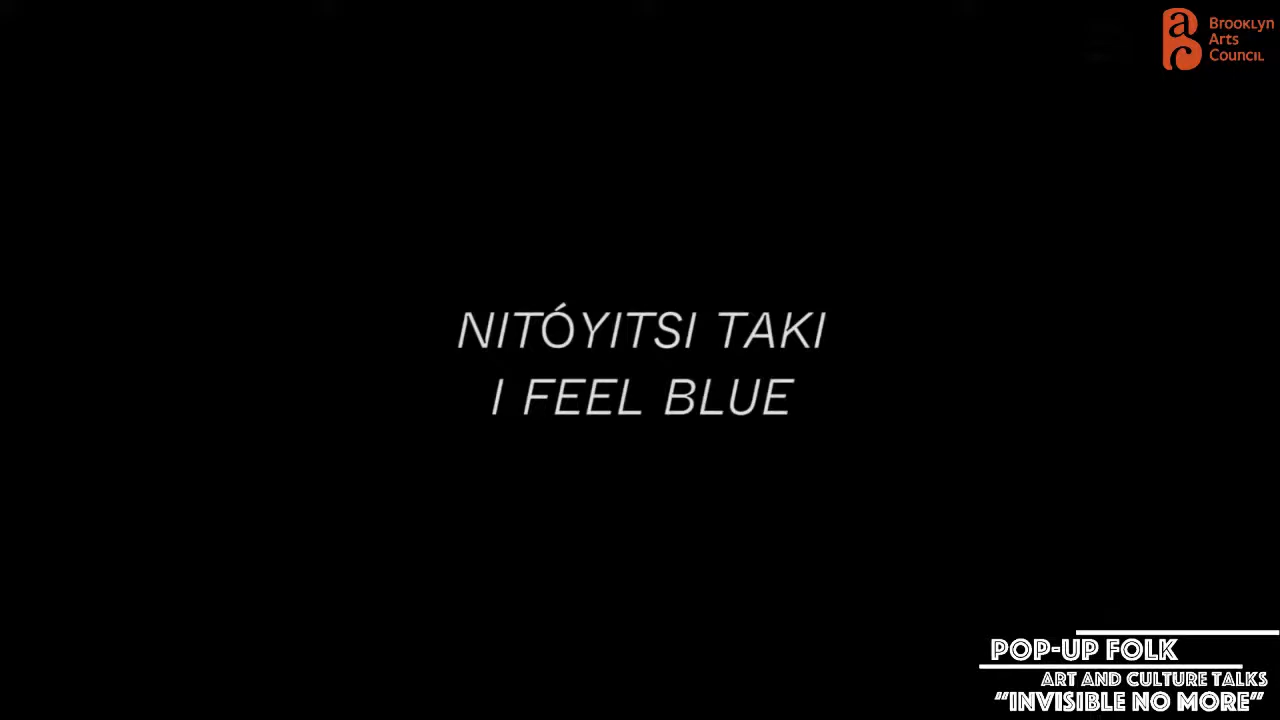 Brooklyn
Arts
Council
NITÓYITSI TAKI
I FEEL BLUE
POP-UP FOLK
ART AND CULTURE TALKS
“INVISIBLE NO MORE”